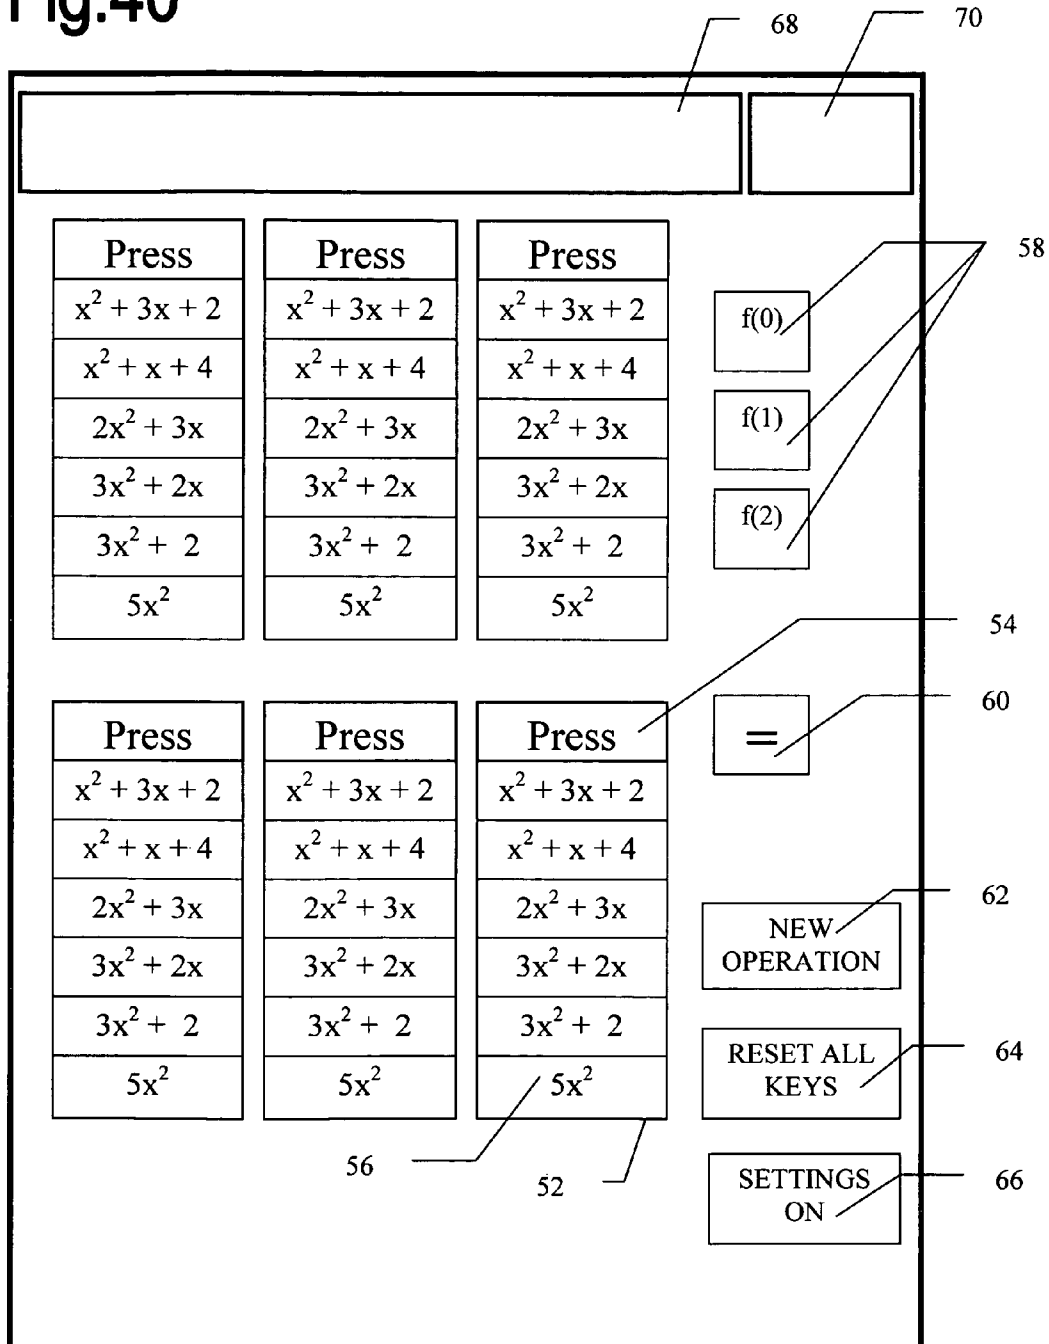 Fig.40
68
70
Press Press Press
x² + 3x + 2 x² + 3x + 2 x² + 3x + 2
x² + x + 4 x² + x + 4 x² + x + 4
2x² + 3x 2x² + 3x 2x² + 3x
3x² + 2x 3x² + 2x 3x² + 2x
3x² + 2 3x² + 2 3x² + 2
5x² 5x² 5x²
58
f(0)
f(1)
f(2)
54
60
=
Press Press Press
x² + 3x + 2 x² + 3x + 2 x² + 3x + 2
x² + x + 4 x² + x + 4 x² + x + 4
2x² + 3x 2x² + 3x 2x² + 3x
3x² + 2x 3x² + 2x 3x² + 2x
3x² + 2 3x² + 2 3x² + 2
5x² 5x² 5x²
62
NEW
OPERATION
64
RESET ALL
KEYS
56
52
66
SETTINGS
ON